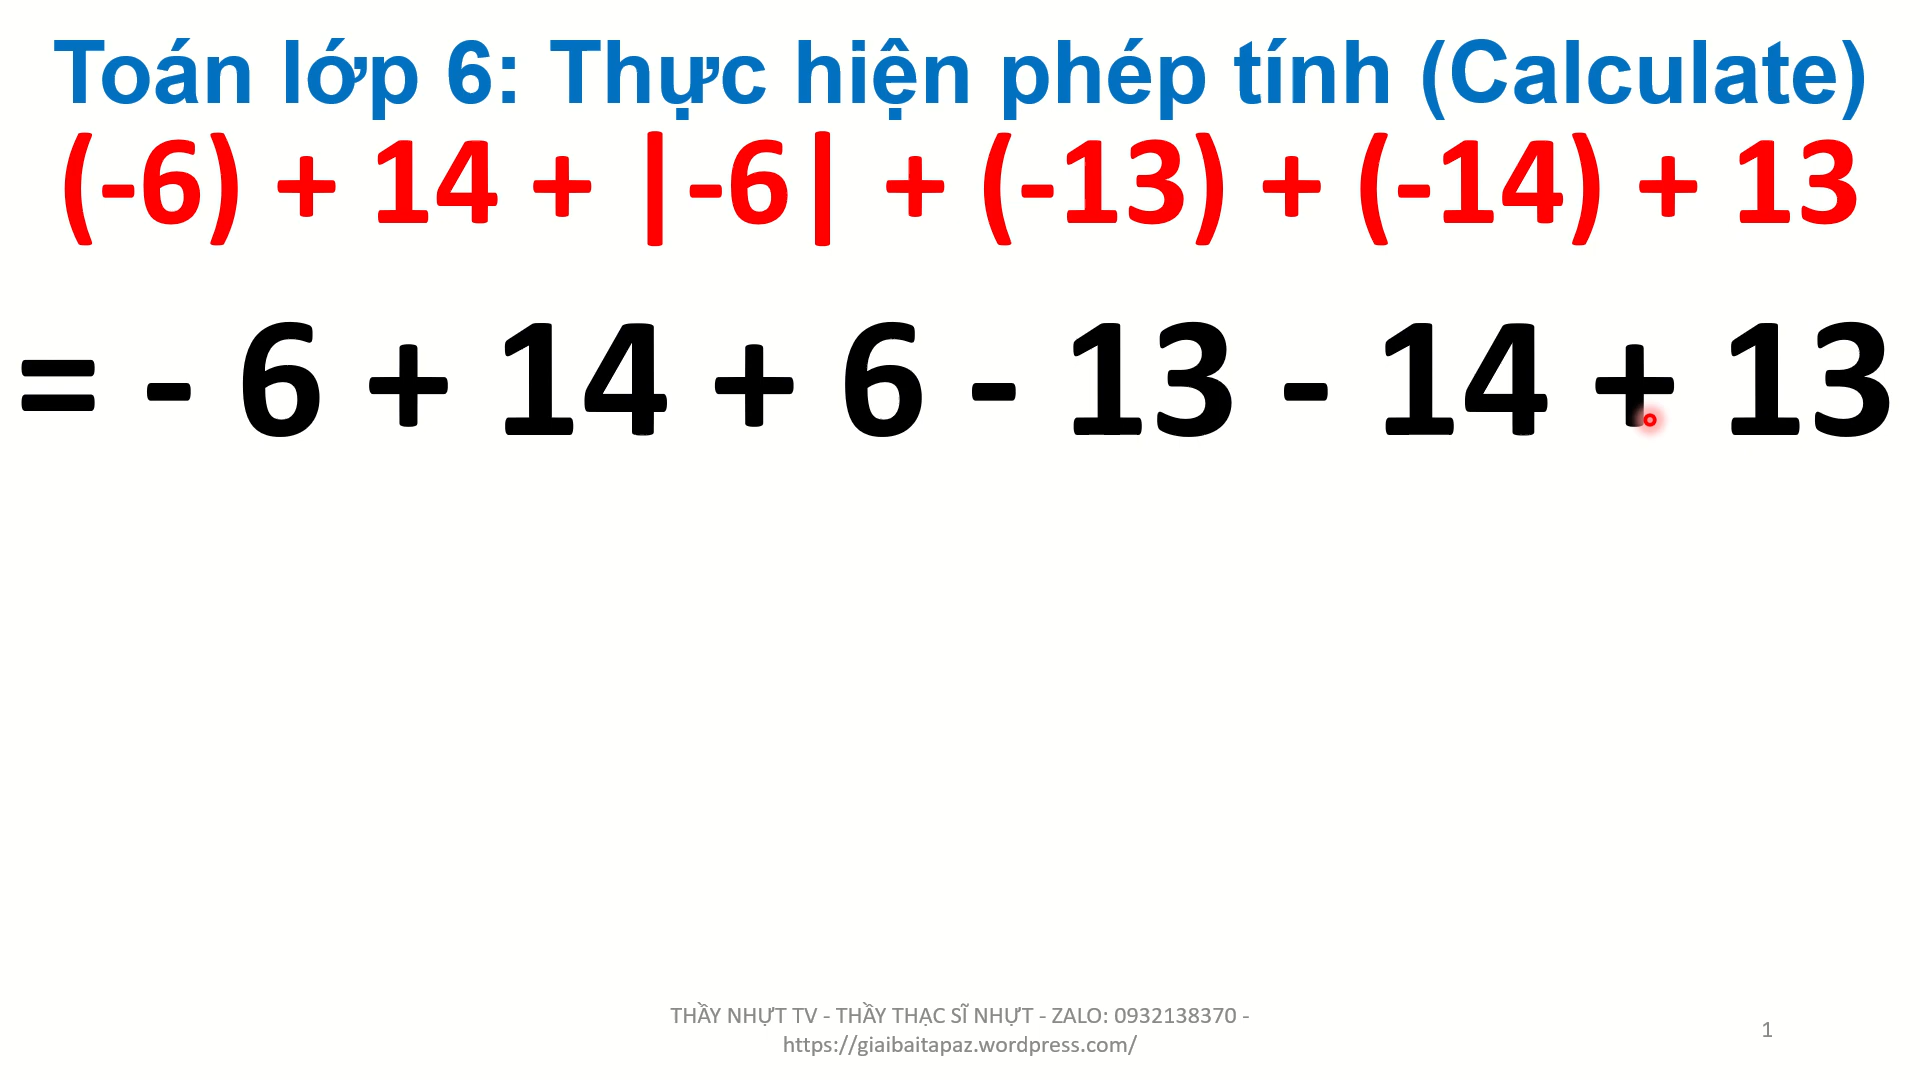 Toán lớp 6: Thực hiện phép tính (Calculate)
(-6) + 14 + |-6| + (-13) + (-14) + 13
= - 6 + 14 + 6 - 13 - 14 + 13
THẦY NHỰT TV - THẦY THẠC SĨ NHỰT - ZALO: 0932138370 -
https://giaibaitapaz.wordpress.com/
1